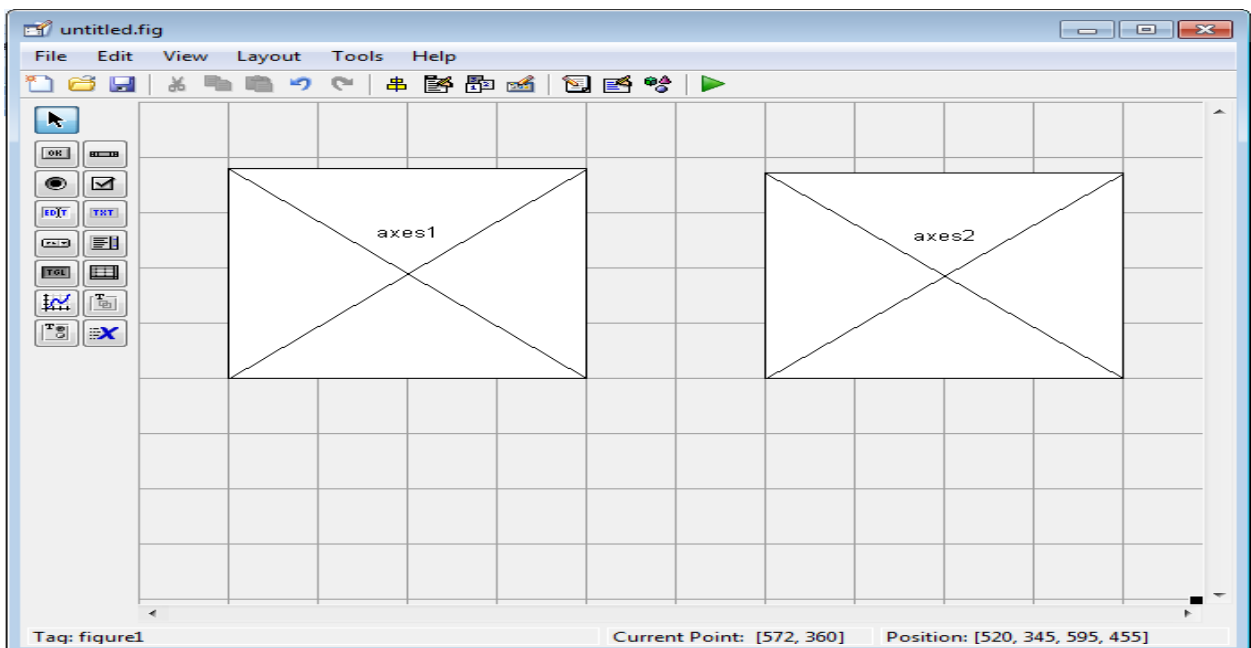 untitled.fig
File Edit View Layout Tools Help
OK
EDIT TXT
TGL
axes1
axes2
Tag: figure1
Current Point: [572, 360]
Position: [520, 345, 595, 455]